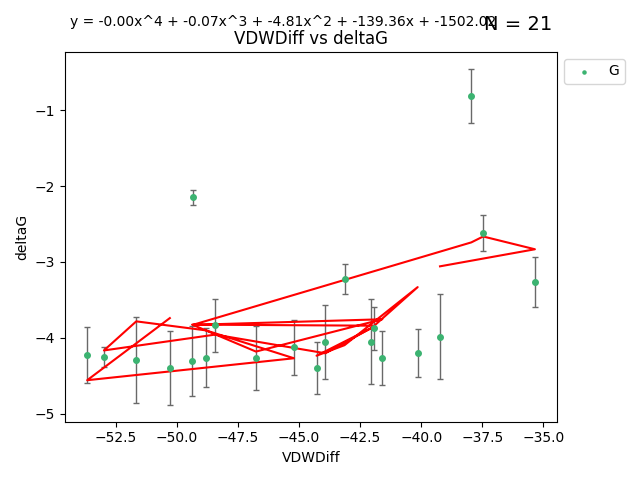 y = -0.00x^4 + -0.07x^3 + -4.81x^2 + -139.36x + -1502.02
N = 21
VDWDiff vs deltaG
G
−1
−2
−3
−4
−5
deltaG
−52.5 −50.0 −47.5 −45.0 −42.5 −40.0 −37.5 −35.0
VDWDiff